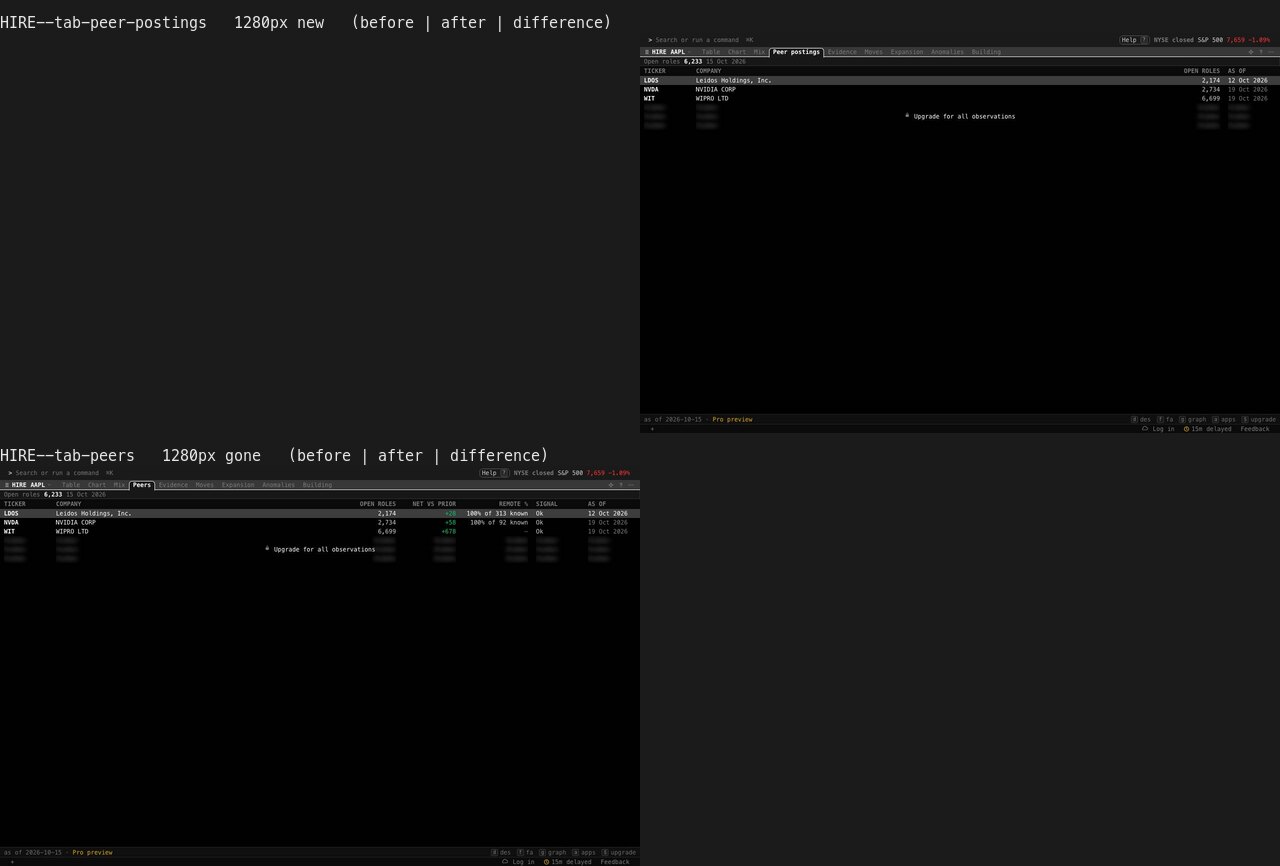 HIRE--tab-peer-postings 1280px new (before | after | difference)
> Search or run a command ⌘K Help ? NYSE closed S&P 500 7,659 -1.09%
≡ HIRE AAPL Table Chart Mix Peer postings Evidence Moves Expansion Anomalies Building ?
Open roles 6,233 15 Oct 2026
TICKER COMPANY OPEN ROLES AS OF
LDOS Leidos Holdings, Inc. 2,174 12 Oct 2026
NVDA NVIDIA CORP 2,734 19 Oct 2026
WIT WIPRO LTD 6,699 19 Oct 2026
Upgrade for all observations
as of 2026-10-15 · Pro preview d des f fa g graph a apps $ upgrade
+ Log in 15m delayed Feedback
HIRE--tab-peers 1280px gone (before | after | difference)
> Search or run a command ⌘K Help ? NYSE closed S&P 500 7,659 -1.09%
≡ HIRE AAPL Table Chart Mix Peers Evidence Moves Expansion Anomalies Building ?
Open roles 6,233 15 Oct 2026
TICKER COMPANY OPEN ROLES NET VS PRIOR REMOTE % SIGNAL AS OF
LDOS Leidos Holdings, Inc. 2,174 100% of 313 known Ok 12 Oct 2026
NVDA NVIDIA CORP 2,734 +58 100% of 92 known Ok 19 Oct 2026
WIT WIPRO LTD 6,699 +678 — Ok 19 Oct 2026
Upgrade for all observations
as of 2026-10-15 · Pro preview d des f fa g graph a apps $ upgrade
+ Log in 15m delayed Feedback